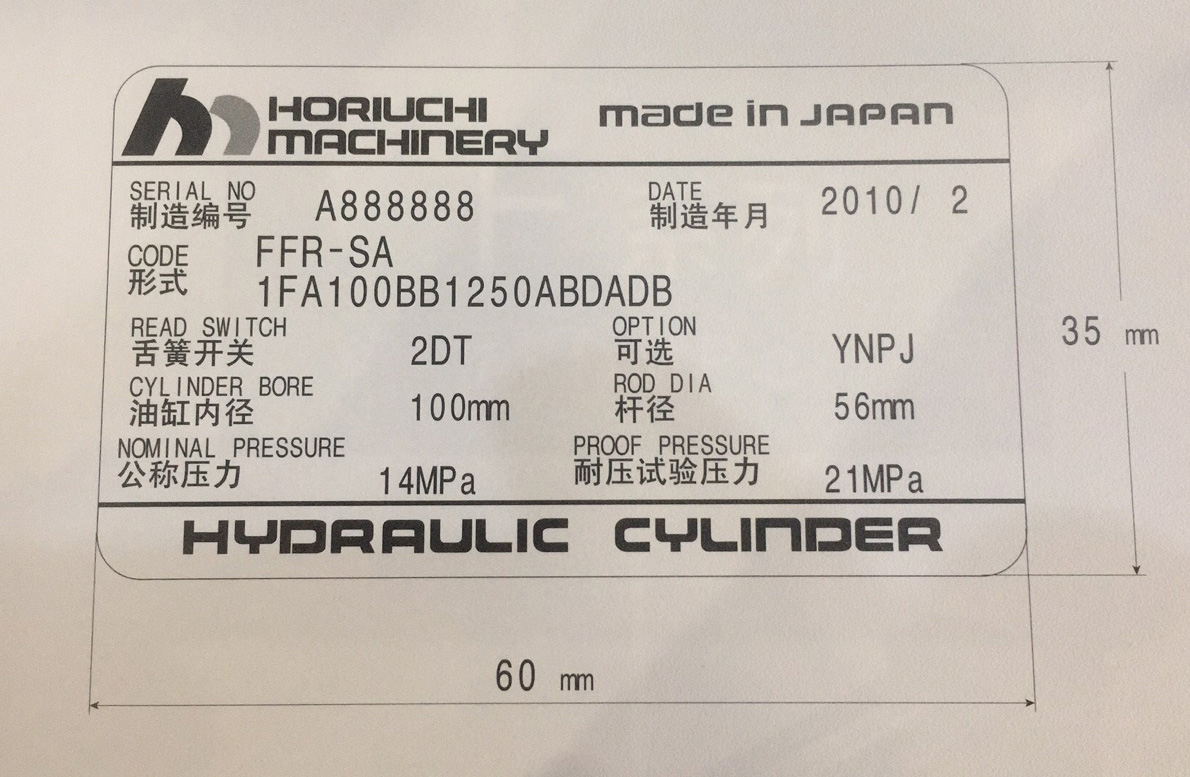 HORIUCHI
MACHINERY
made in JAPAN
SERIAL NO
制造编号
A888888
DATE
制造年月
2010/ 2
CODE
形式
FFR-SA
1FA100BB1250ABDADB
READ SWITCH
舌簧开关
2DT
OPTION
可选
YNPJ
CYLINDER BORE
油缸内径
100mm
ROD DIA
杆径
56mm
NOMINAL PRESSURE
公称压力
14MPa
PROOF PRESSURE
耐压试验压力
21MPa
HYDRAULIC CYLINDER
35 mm
60 mm